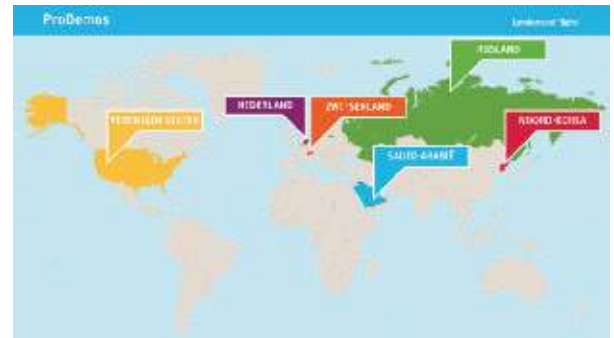 ProDemos
RUSLAND
NEDERLAND
ZWITSERLAND
VERENIGDE STATEN
NOORD-KOREA
SAUDI-ARABIË